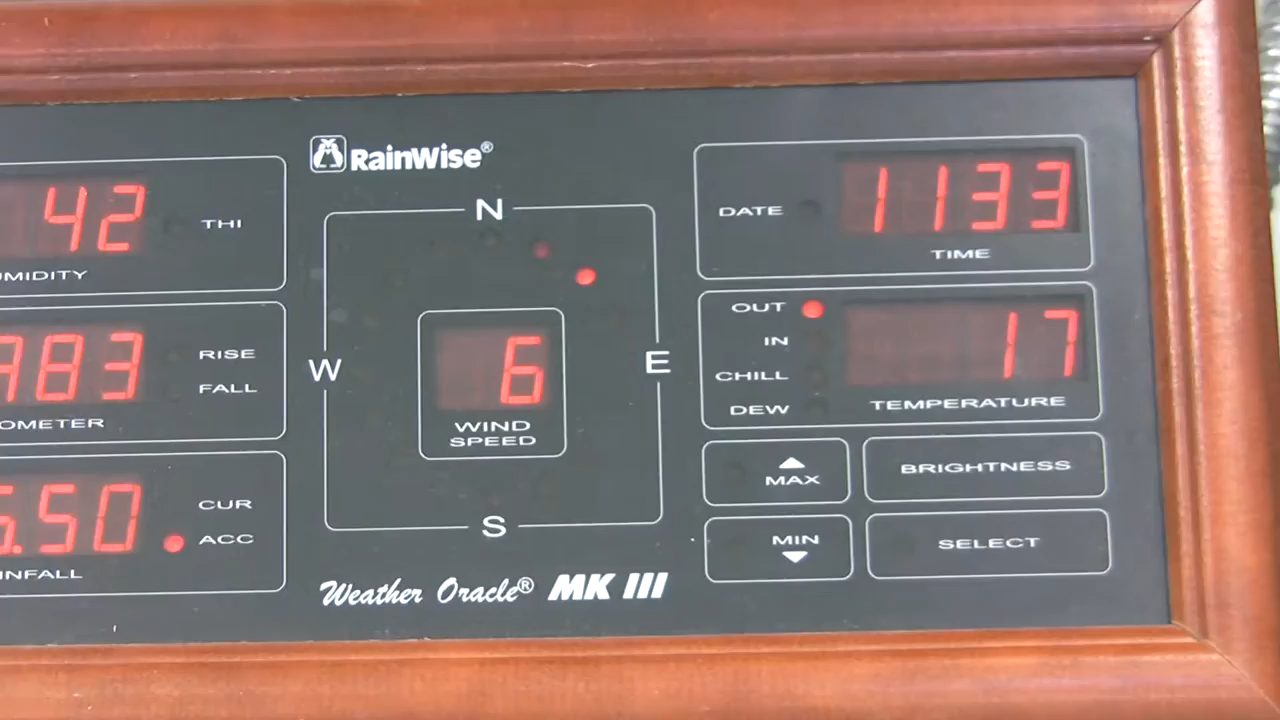 RainWise®
42
THI
UMIDITY
983
RISE
FALL
OMETER
5.50
CUR
ACC
INFALL
N
W
E
S
6
WIND
SPEED
Weather Oracle® MK III
DATE
1133
TIME
OUT
IN
CHILL
DEW
17
TEMPERATURE
MAX
BRIGHTNESS
MIN
SELECT